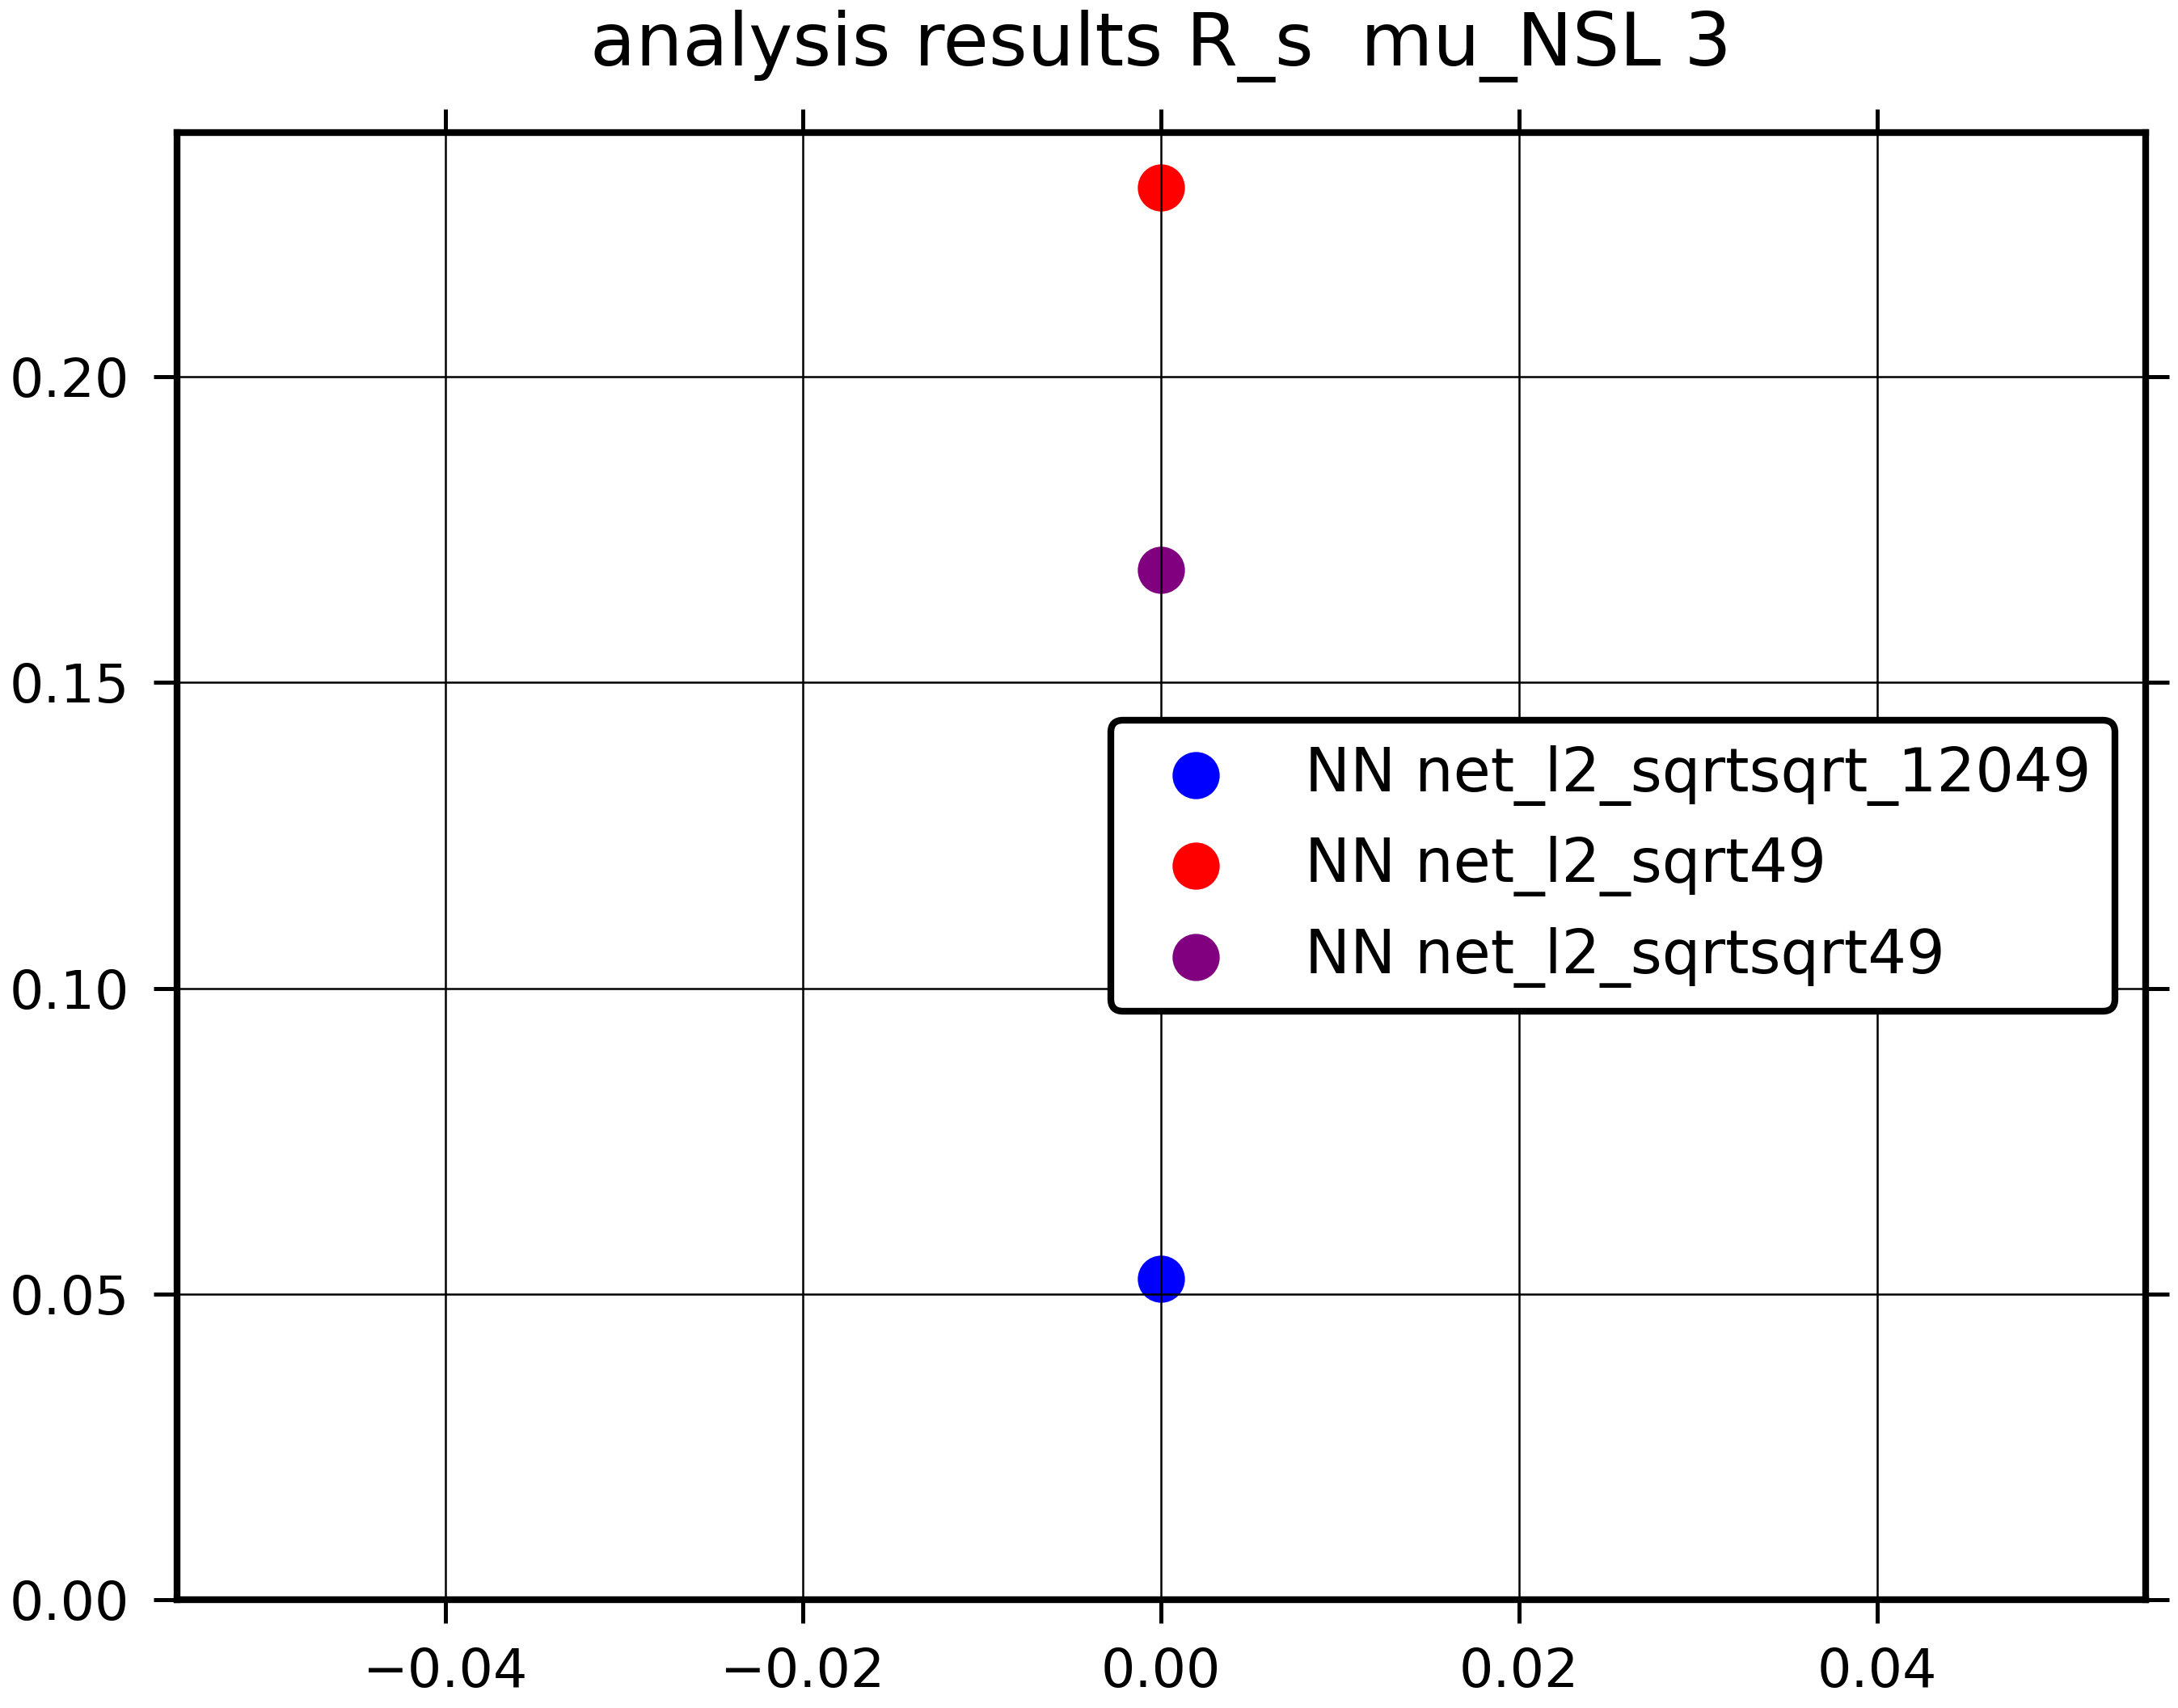 analysis results R_s  mu_NSL 3
0.20
0.15
0.10
0.05
0.00
NN net_l2_sqrtsqrt_12049
NN net_l2_sqrt49
NN net_l2_sqrtsqrt49
−0.04 −0.02 0.00 0.02 0.04